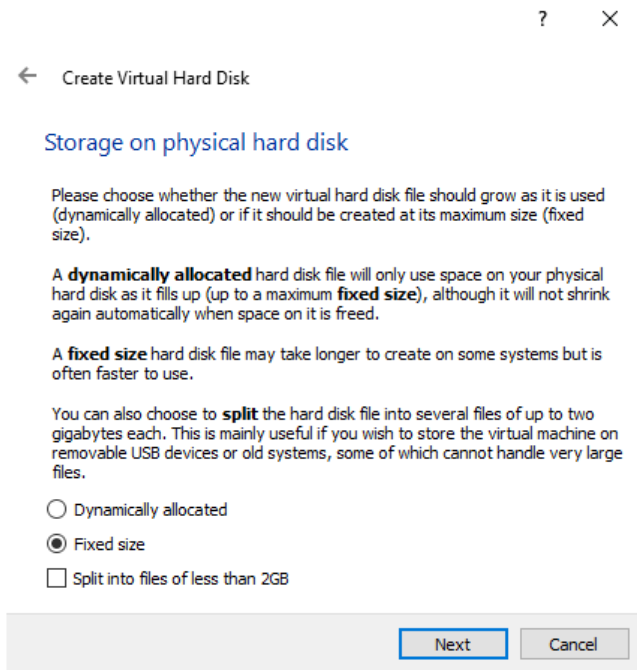 ?
Create Virtual Hard Disk
Storage on physical hard disk
Please choose whether the new virtual hard disk file should grow as it is used
(dynamically allocated) or if it should be created at its maximum size (fixed
size).
A dynamically allocated hard disk file will only use space on your physical
hard disk as it fills up (up to a maximum fixed size), although it will not shrink
again automatically when space on it is freed.
A fixed size hard disk file may take longer to create on some systems but is
often faster to use.
You can also choose to split the hard disk file into several files of up to two
gigabytes each. This is mainly useful if you wish to store the virtual machine on
removable USB devices or old systems, some of which cannot handle very large
files.
Dynamically allocated
Fixed size
Split into files of less than 2GB
Next Cancel